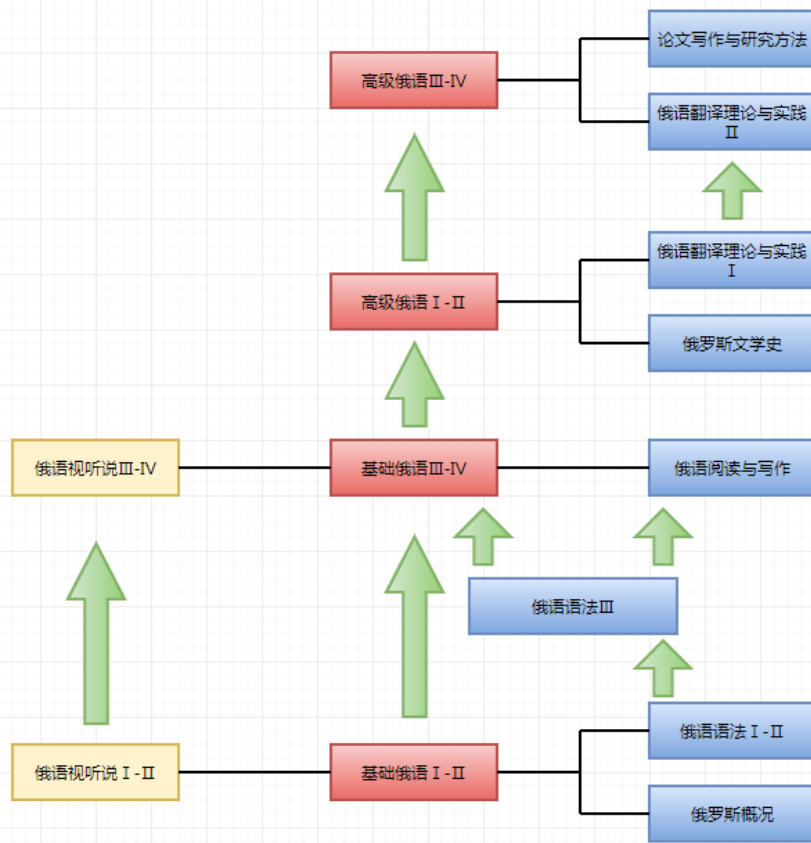 论文写作与研究方法
高级俄语Ⅲ-Ⅳ
俄语翻译理论与实践
Ⅱ
俄语翻译理论与实践
Ⅰ
高级俄语Ⅰ-Ⅱ
俄罗斯文学史
俄语视听说Ⅲ-Ⅳ
基础俄语Ⅲ-Ⅳ
俄语阅读与写作
俄语语法Ⅲ
俄语语法Ⅰ-Ⅱ
俄语视听说Ⅰ-Ⅱ
基础俄语Ⅰ-Ⅱ
俄罗斯概况